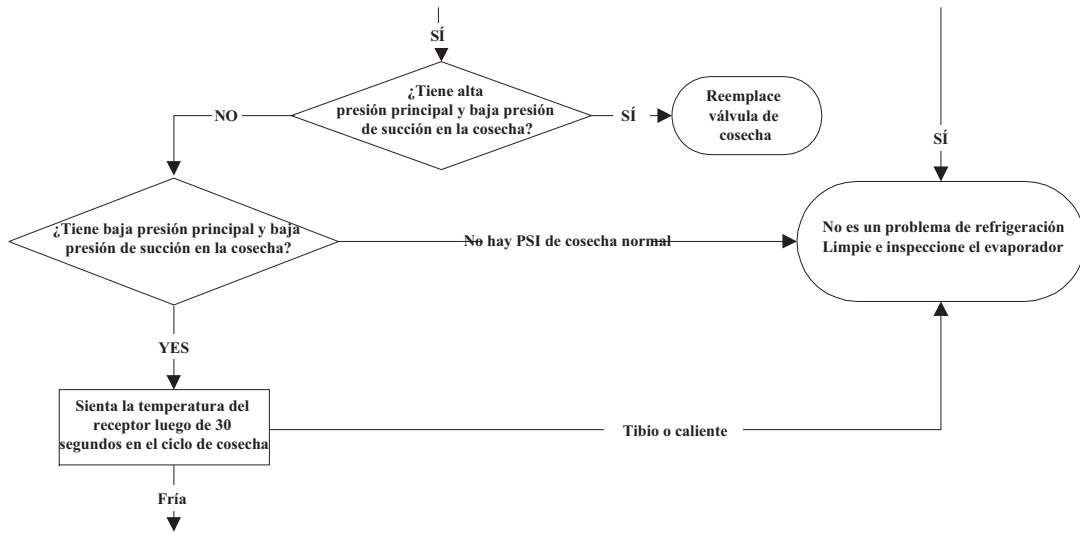 SÍ
¿Tiene alta
presión principal y baja presión
de succión en la cosecha?
NO
SÍ
Reemplace
válvula de
cosecha
SÍ
¿Tiene baja presión principal y baja
presión de succión en la cosecha?
No hay PSI de cosecha normal
No es un problema de refrigeración
Limpie e inspeccione el evaporador
YES
Sienta la temperatura del
receptor luego de 30
segundos en el ciclo de cosecha
Tibio o caliente
Fría